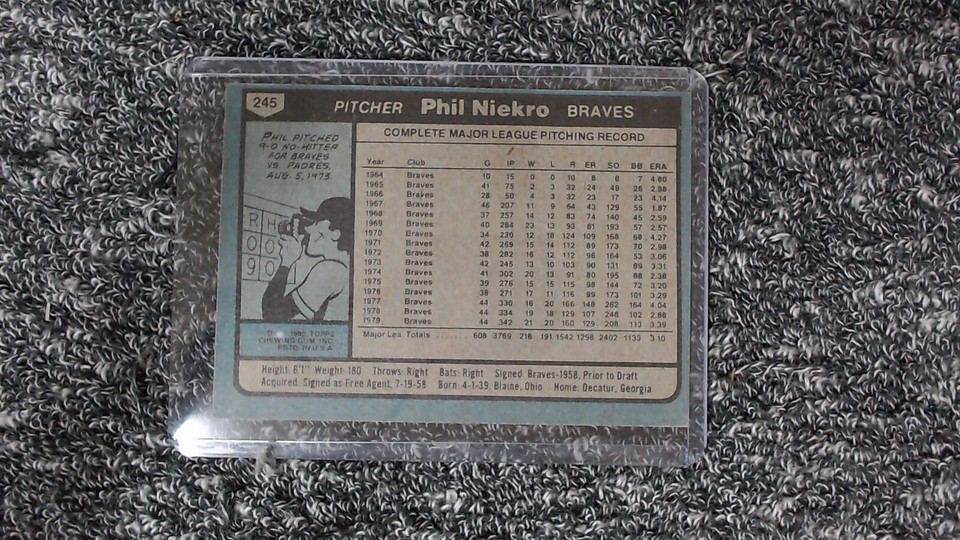 245 PITCHER Phil Niekro BRAVES
PHIL PITCHED
9-0 NO-HITTER
FOR BRAVES
VS. PADRES,
AUG. 5, 1973.
R H
0 0
9 0
© 1980 TOPPS
CHEWING GUM, INC.
PRTD. IN U.S.A.
COMPLETE MAJOR LEAGUE PITCHING RECORD
Year Club G IP W L R ER SO BB ERA
1964 Braves 10 15 0 0 10 8 8 7 4.80
1965 Braves 41 75 2 3 32 24 49 26 2.88
1966 Braves 28 50 4 3 32 23 17 23 4.14
1967 Braves 46 207 11 9 64 43 129 55 1.87
1968 Braves 37 257 14 12 83 74 140 45 2.59
1969 Braves 40 284 23 13 93 81 193 57 2.57
1970 Braves 34 230 12 18 124 109 168 68 4.27
1971 Braves 42 269 15 14 112 89 173 70 2.98
1972 Braves 38 282 16 12 112 96 164 53 3.06
1973 Braves 42 245 13 10 103 90 131 89 3.31
1974 Braves 41 302 20 13 91 80 195 88 2.38
1975 Braves 39 276 15 15 115 98 144 72 3.20
1976 Braves 38 271 17 11 116 99 173 101 3.29
1977 Braves 44 330 16 20 166 148 262 164 4.04
1978 Braves 44 334 19 18 129 107 248 102 2.88
1979 Braves 44 342 21 20 160 129 208 113 3.39
Major Lea. Totals 608 3769 218 191 1542 1298 2402 1133 3.10
Height: 6'1" Weight: 180 Throws: Right Bats: Right Signed: Braves-1958, Prior to Draft
Acquired: Signed as Free Agent, 7-19-58 Born: 4-1-39, Blaine, Ohio Home: Decatur, Georgia